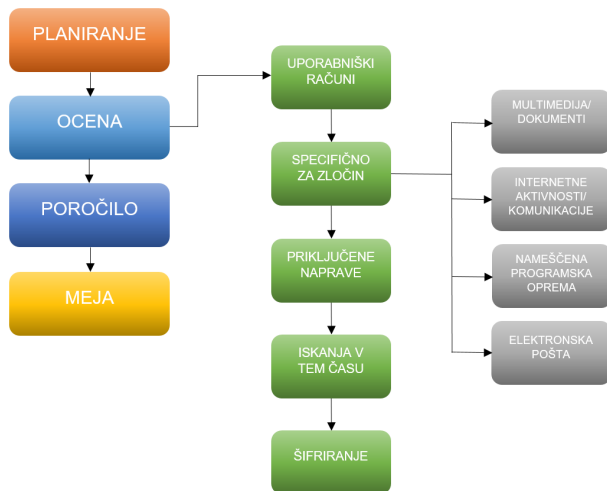 PLANIRANJE
OCENA
POROČILO
MEJA
UPORABNIŠKI
RAČUNI
SPECIFIČNO
ZA ZLOČIN
PRIKLJUČENE
NAPRAVE
ISKANJA V
TEM ČASU
ŠIFRIRANJE
MULTIMEDIJA/
DOKUMENTI
INTERNETNE
AKTIVNOSTI/
KOMUNIKACIJE
NAMEŠČENA
PROGRAMSKA
OPREMA
ELEKTRONSKA
POŠTA